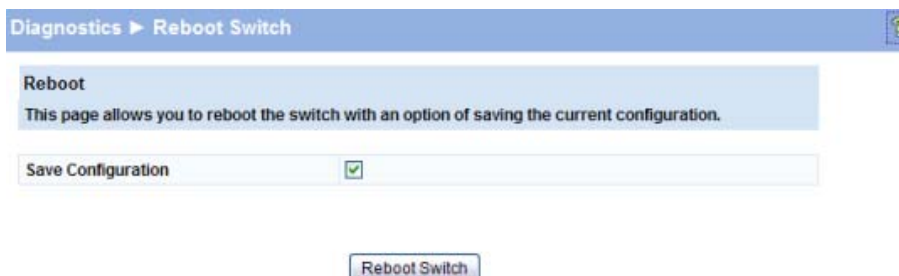 Diagnostics ► Reboot Switch
Reboot
This page allows you to reboot the switch with an option of saving the current configuration.
Save Configuration
Reboot Switch